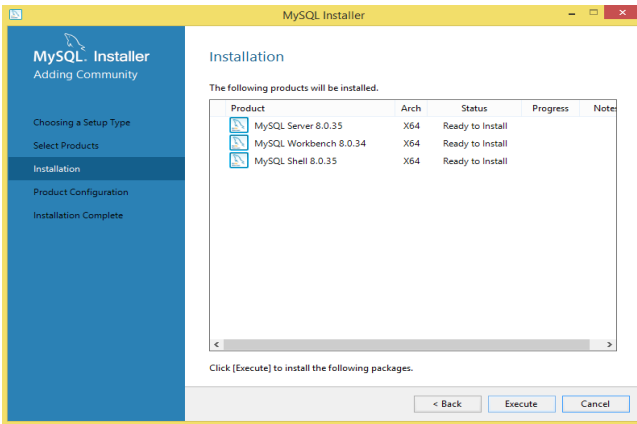 MySQL Installer
MySQL. Installer
Adding Community
Choosing a Setup Type
Select Products
Installation
Product Configuration
Installation Complete
Installation
The following products will be installed.
Product Arch Status Progress Notes
MySQL Server 8.0.35 X64 Ready to Install
MySQL Workbench 8.0.34 X64 Ready to Install
MySQL Shell 8.0.35 X64 Ready to Install
Click [Execute] to install the following packages.
< Back Execute Cancel